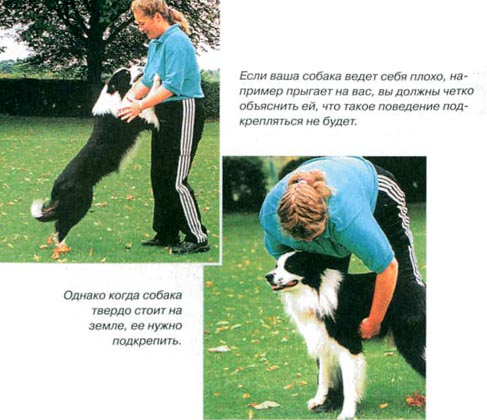 Если ваша собака ведет себя плохо, на-
пример прыгает на вас, вы должны четко
объяснить ей, что такое поведение под-
крепляться не будет.
Однако когда собака
твердо стоит на
земле, ее нужно
подкрепить.